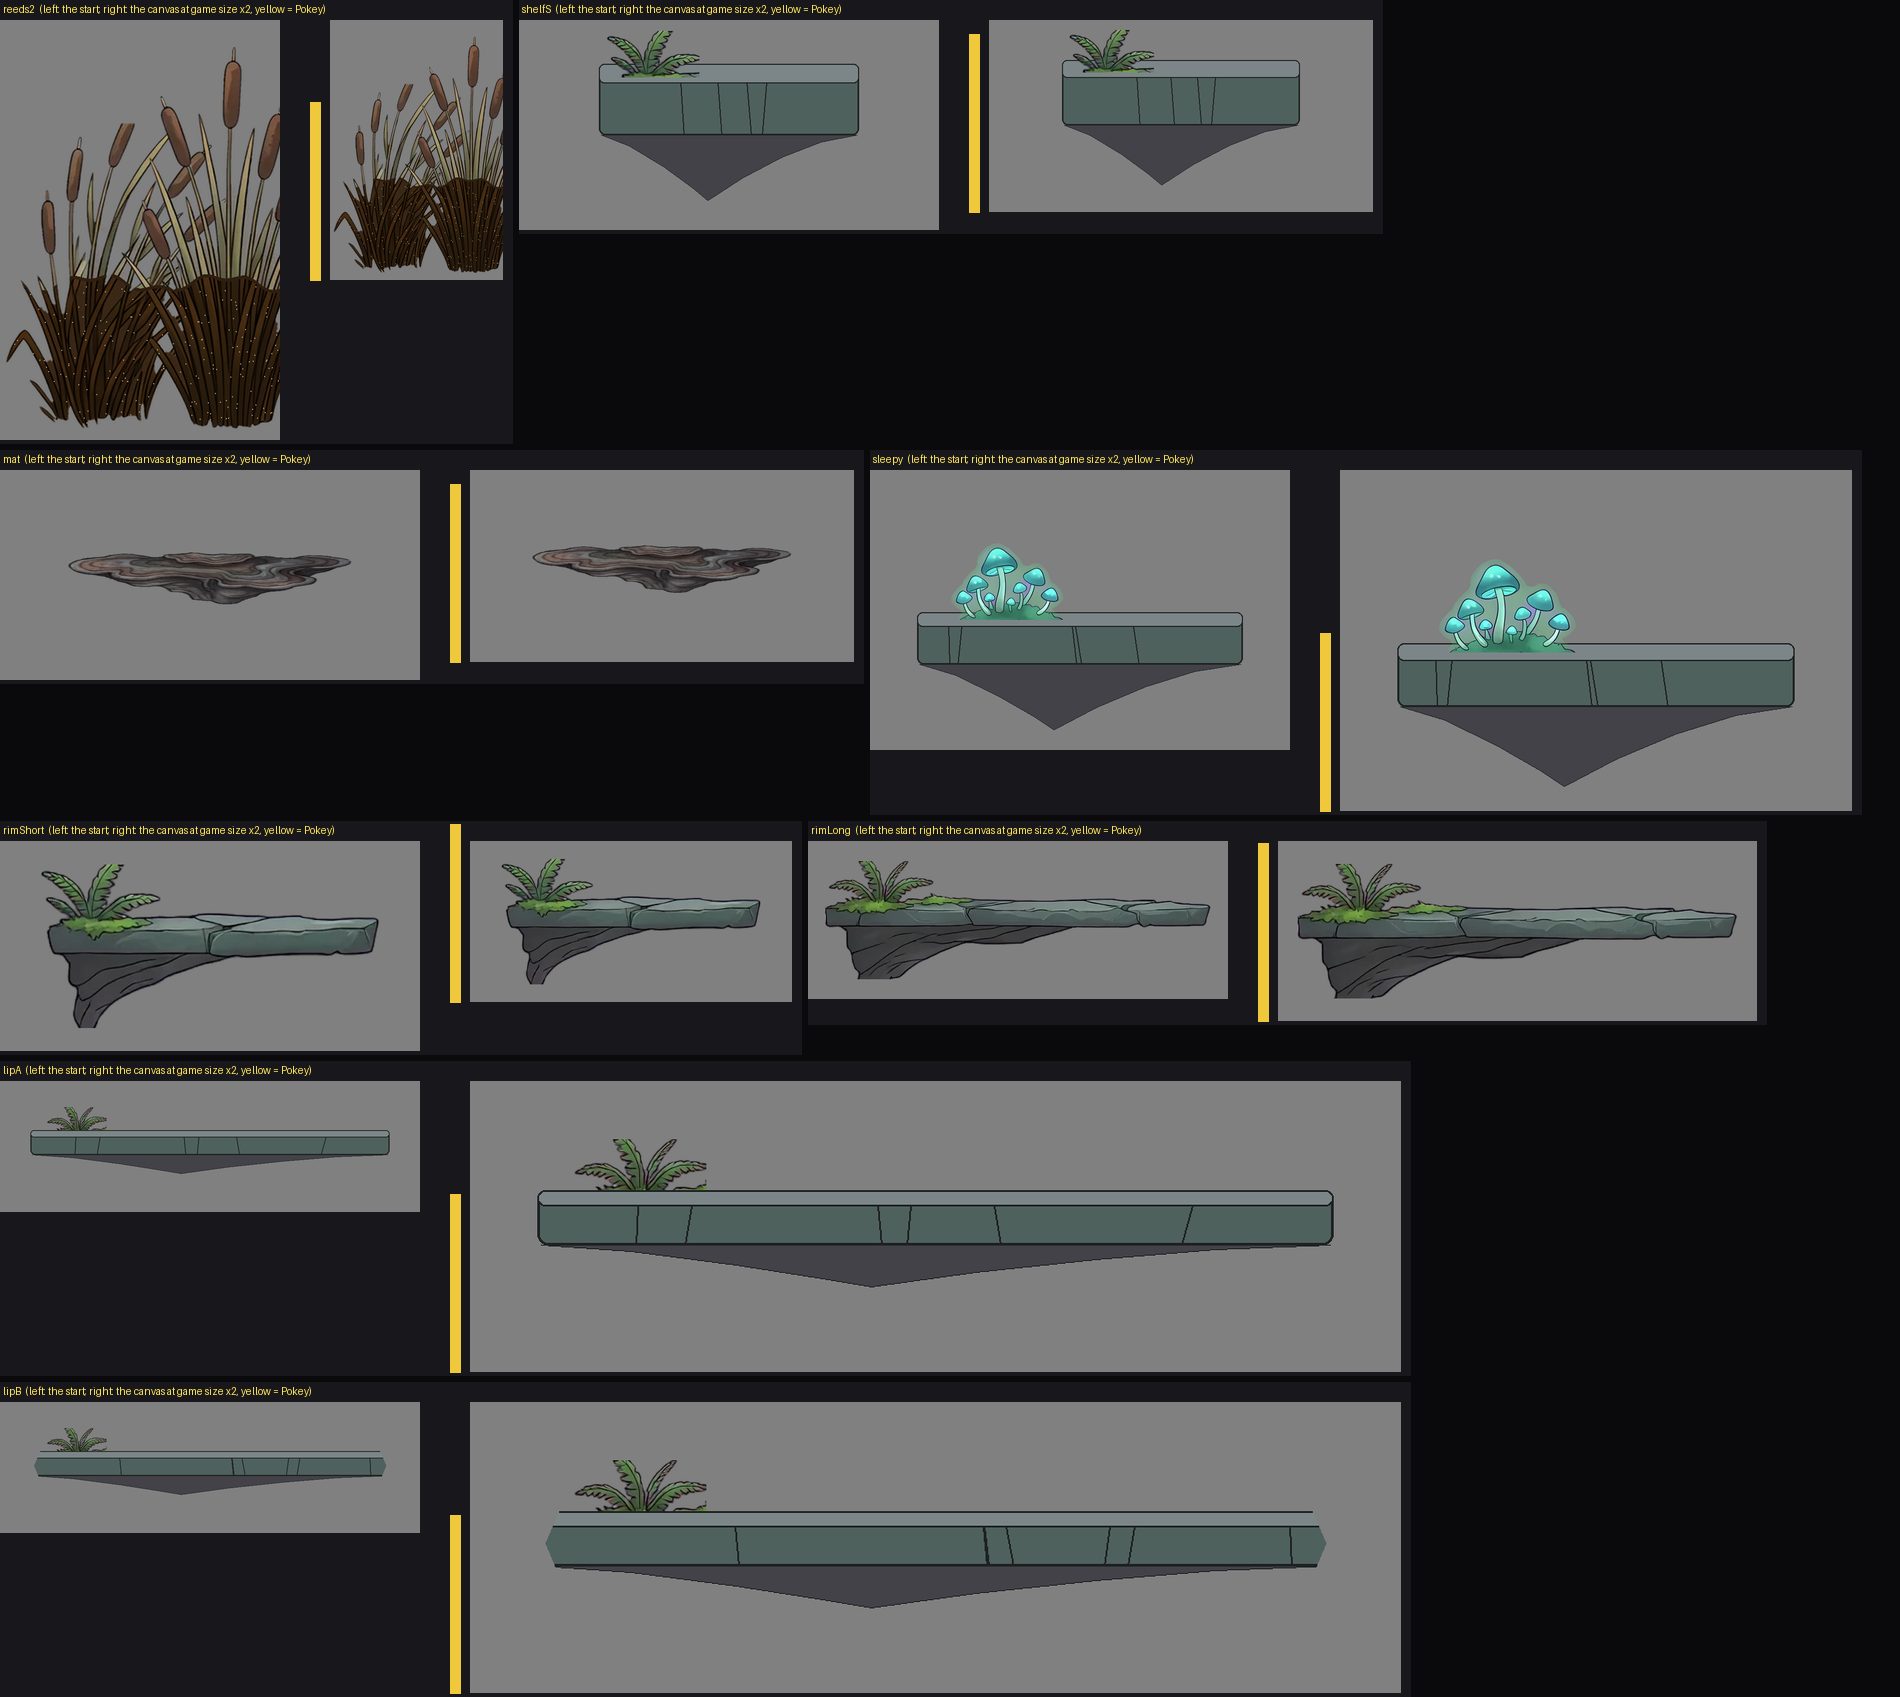 reeds2 (left the start; right the canvas at game size x2, yellow = Pokey)
shelfS (left the start; right the canvas at game size x2, yellow = Pokey)
mat (left the start; right the canvas at game size x2, yellow = Pokey)
sleepy (left the start; right the canvas at game size x2, yellow = Pokey)
rimShort (left the start; right the canvas at game size x2, yellow = Pokey)
rimLong (left the start; right the canvas at game size x2, yellow = Pokey)
lipA (left the start; right the canvas at game size x2, yellow = Pokey)
lipB (left the start; right the canvas at game size x2, yellow = Pokey)